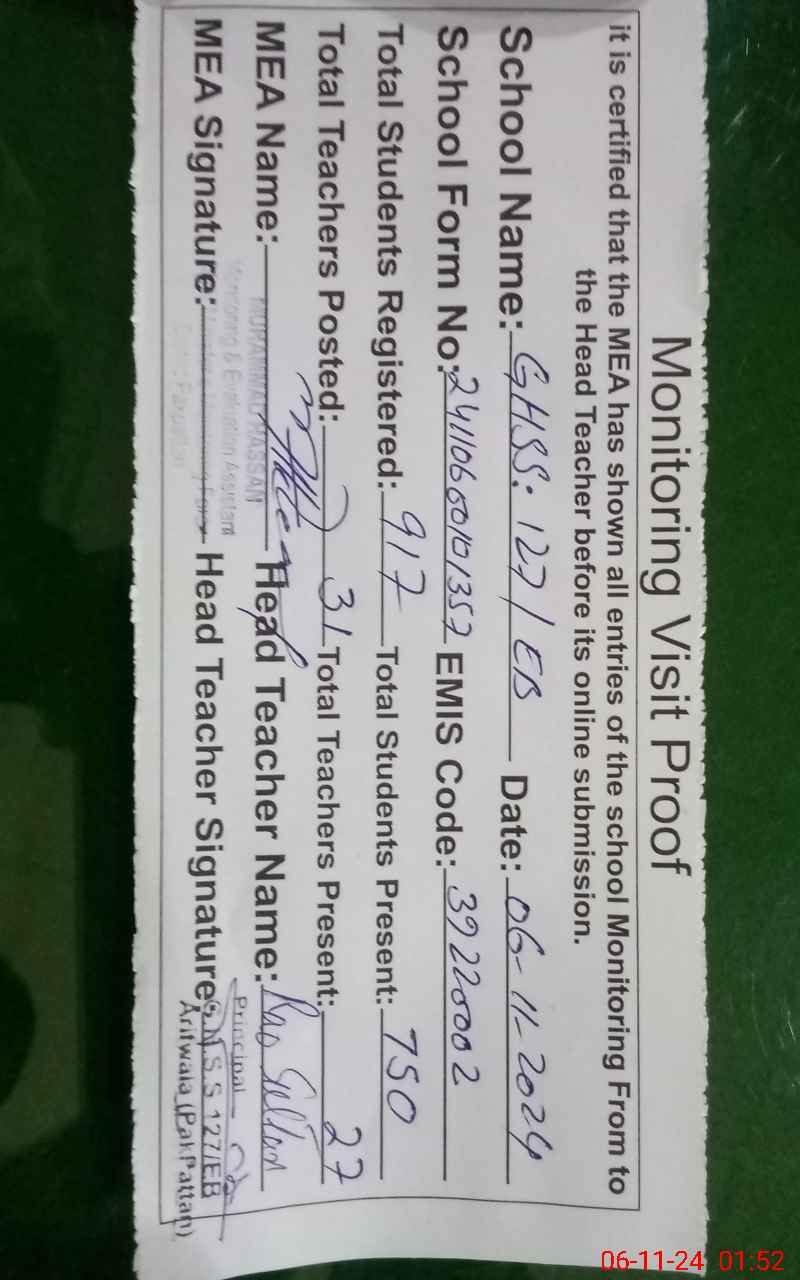 Monitoring Visit Proof
it is certified that the MEA has shown all entries of the school Monitoring From to
the Head Teacher before its online submission.
School Name: GHSS: 127/EB Date: 06-11-2024
School Form No: 2411060101357 EMIS Code: 39220002
Total Students Registered: 917 Total Students Present: 750
Total Teachers Posted: 31 Total Teachers Present: 27
MEA Name: MUHAMMAD HASSAN Head Teacher Name: Rao Sultan
Monitoring & Evaluation Assistant
MEA Signature: Head Teacher Signature
Principal
G.H.S.S 127/EB
Arifwala (PakPattan)
06-11-24 01:52